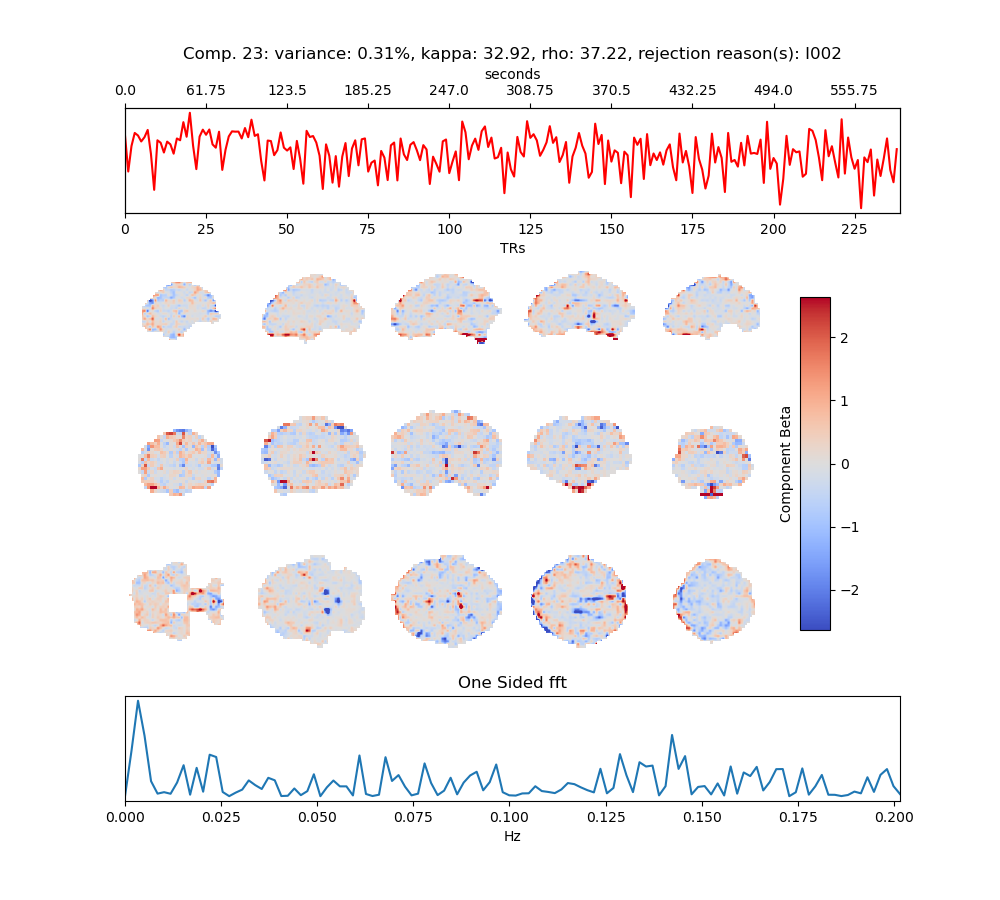 Comp. 23: variance: 0.31%, kappa: 32.92, rho: 37.22, rejection reason(s): I002
seconds
0.0 61.75 123.5 185.25 247.0 308.75 370.5 432.25 494.0 555.75
0 25 50 75 100 125 150 175 200 225
TRs
2
1
0
−1
−2
Component Beta
One Sided fft
0.000 0.025 0.050 0.075 0.100 0.125 0.150 0.175 0.200
Hz